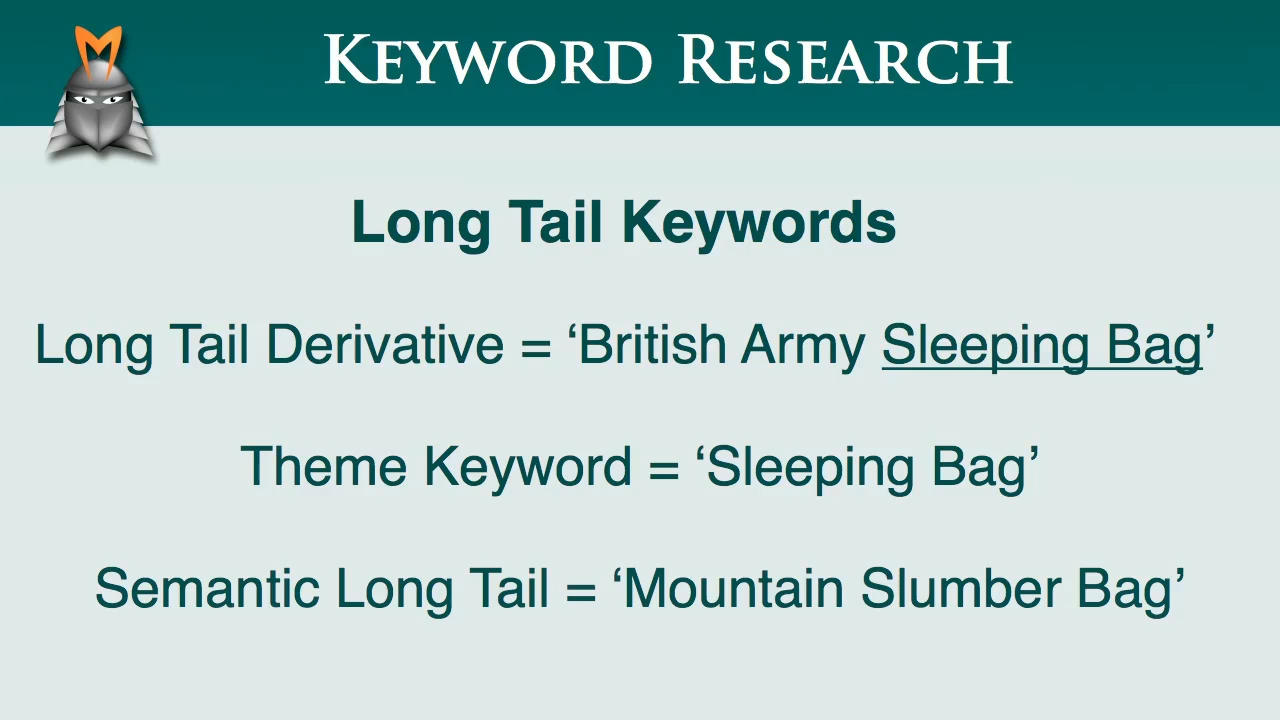 Keyword Research
Long Tail Keywords
Long Tail Derivative = ‘British Army Sleeping Bag’
Theme Keyword = ‘Sleeping Bag’
Semantic Long Tail = ‘Mountain Slumber Bag’